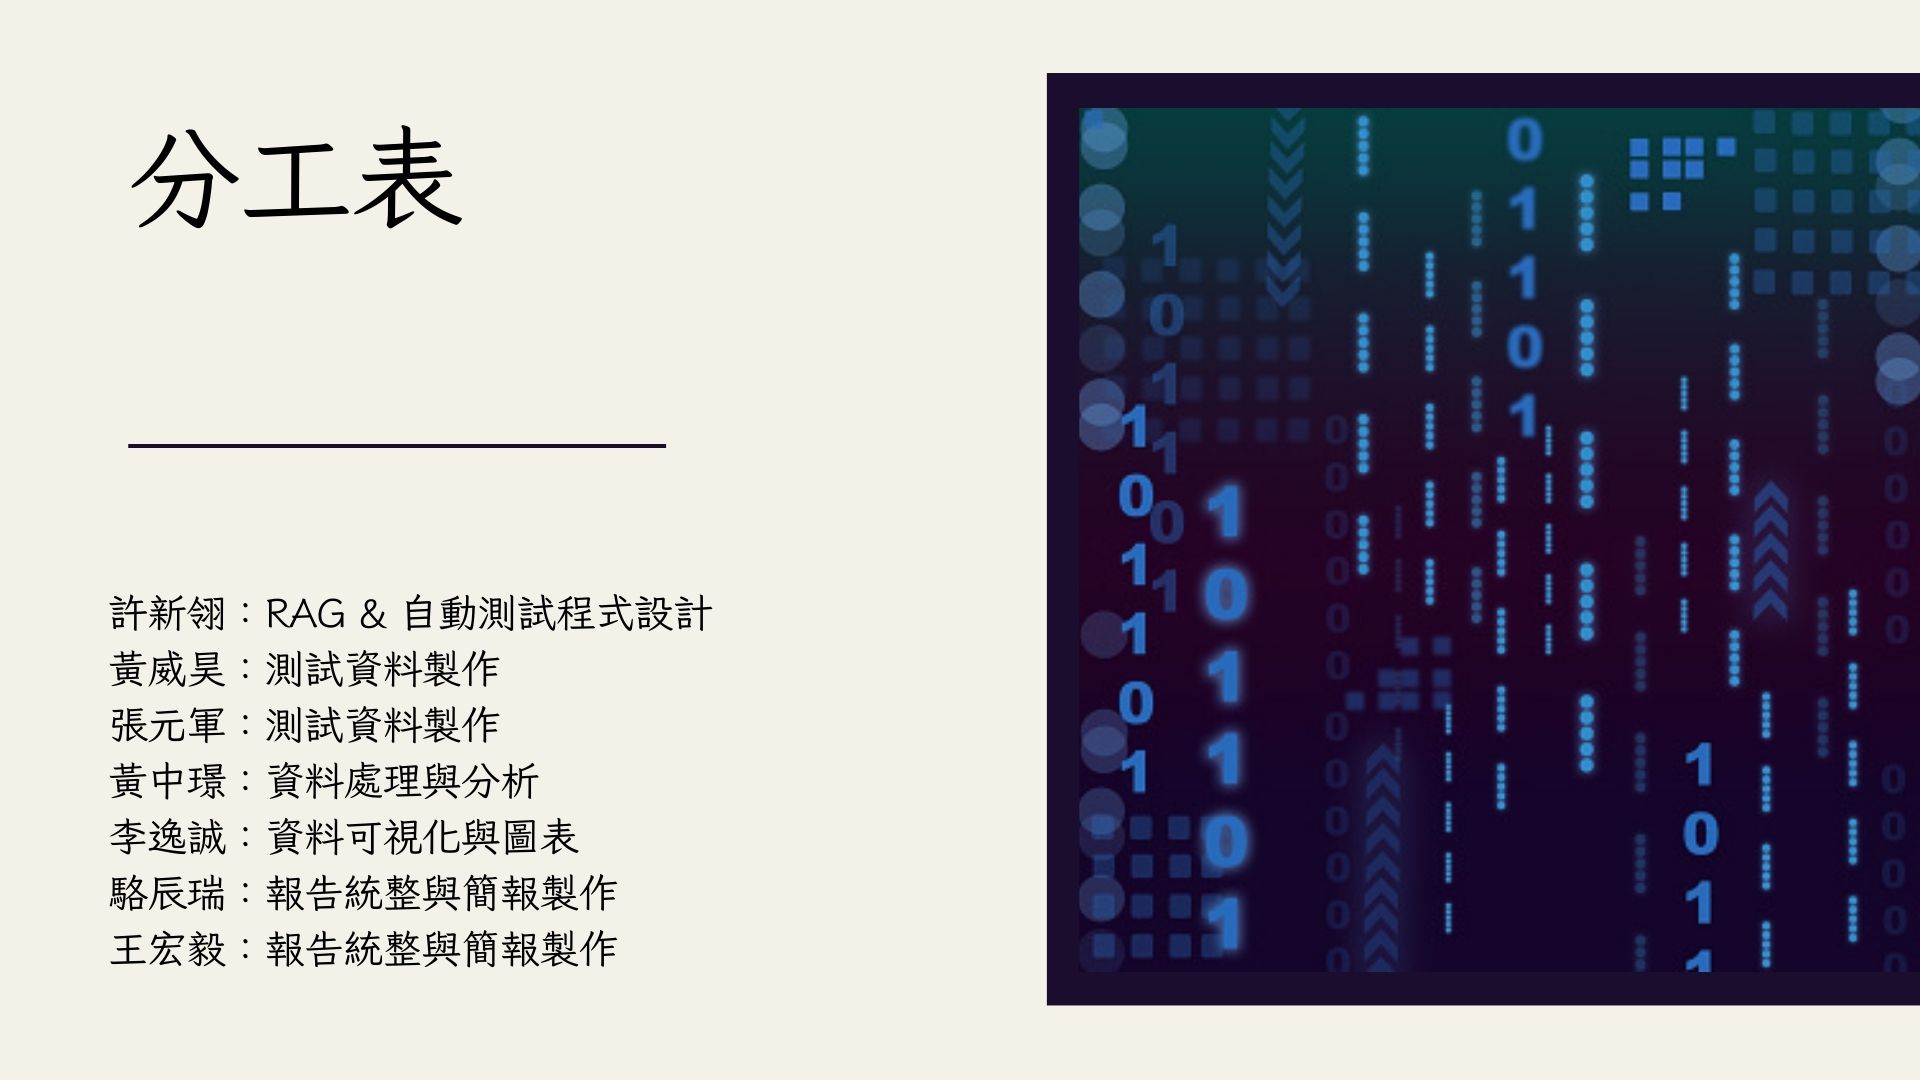 分工表
許新翎：RAG & 自動測試程式設計
黃威昊：測試資料製作
張元軍：測試資料製作
黃中璟：資料處理與分析
李逸誠：資料可視化與圖表
駱辰瑞：報告統整與簡報製作
王宏毅：報告統整與簡報製作